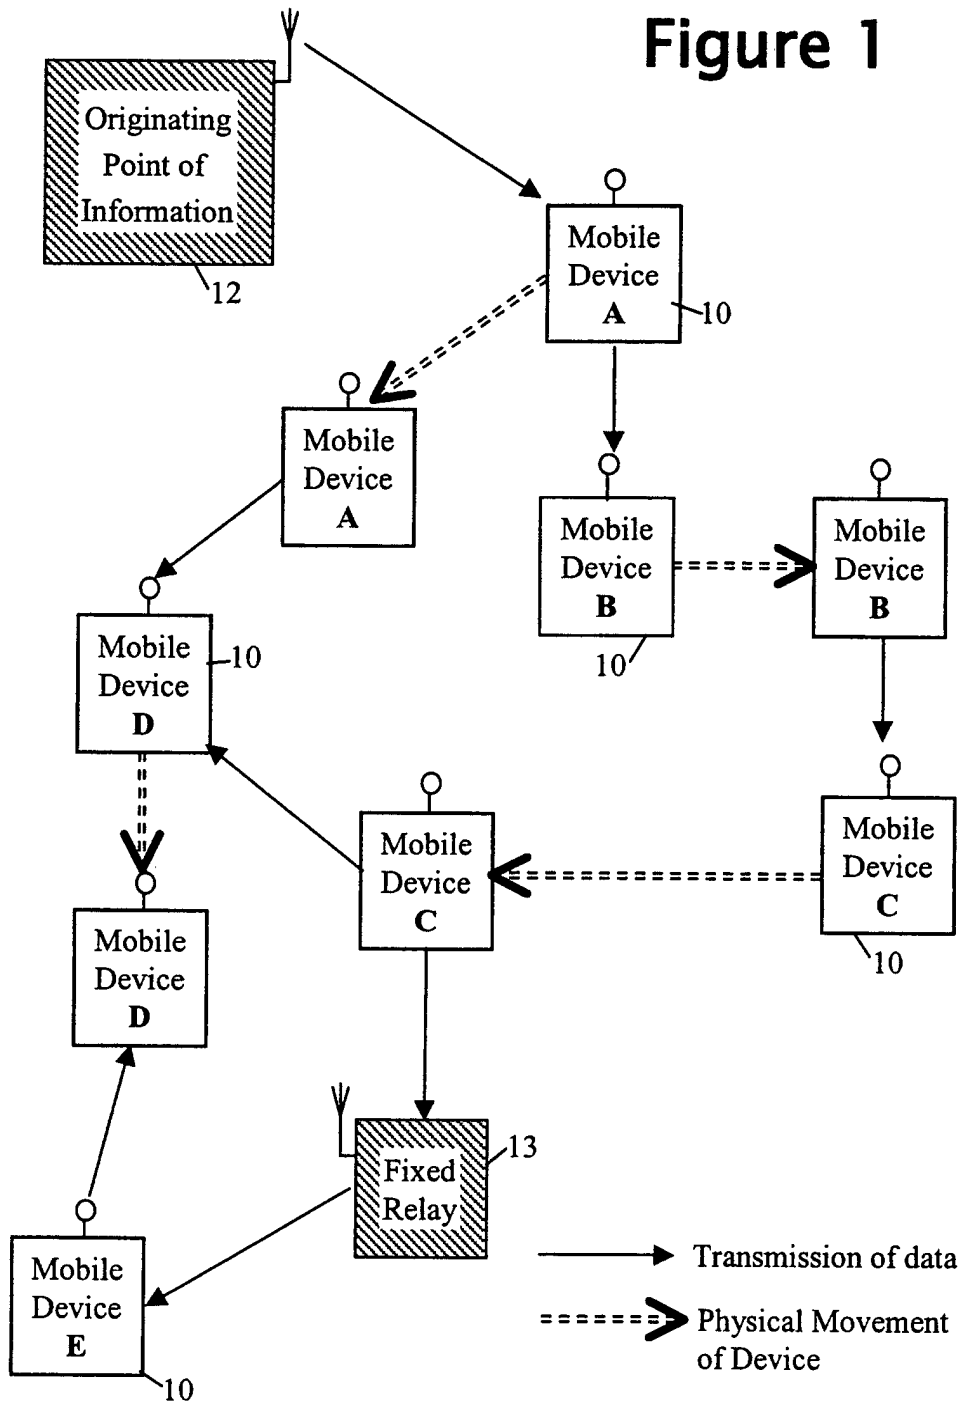 Figure 1
Originating
Point of
Information
12
Mobile
Device
A
10
Mobile
Device
A
Mobile
Device
B
10
Mobile
Device
B
Mobile
Device
D
10
Mobile
Device
C
Mobile
Device
C
10
Mobile
Device
D
Fixed
Relay
13
Mobile
Device
E
10
Transmission of data
Physical Movement
of Device